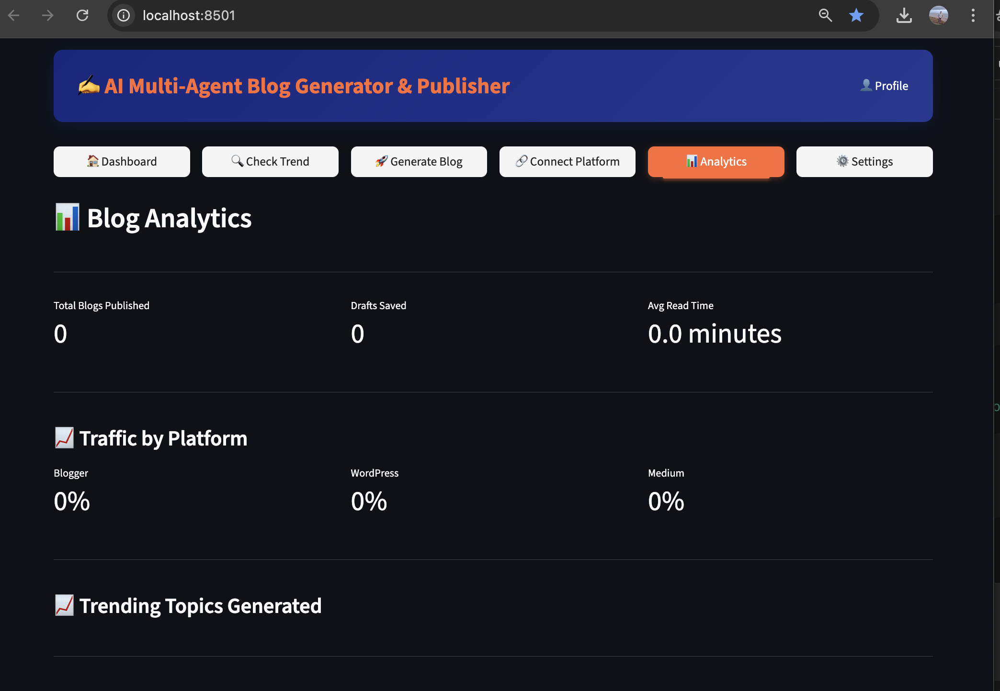 localhost:8501
AI Multi-Agent Blog Generator & Publisher
Profile
Dashboard
Check Trend
Generate Blog
Connect Platform
Analytics
Settings
Blog Analytics
Total Blogs Published
Drafts Saved
Avg Read Time
0
0
0.0 minutes
Traffic by Platform
Blogger
WordPress
Medium
0%
0%
0%
Trending Topics Generated